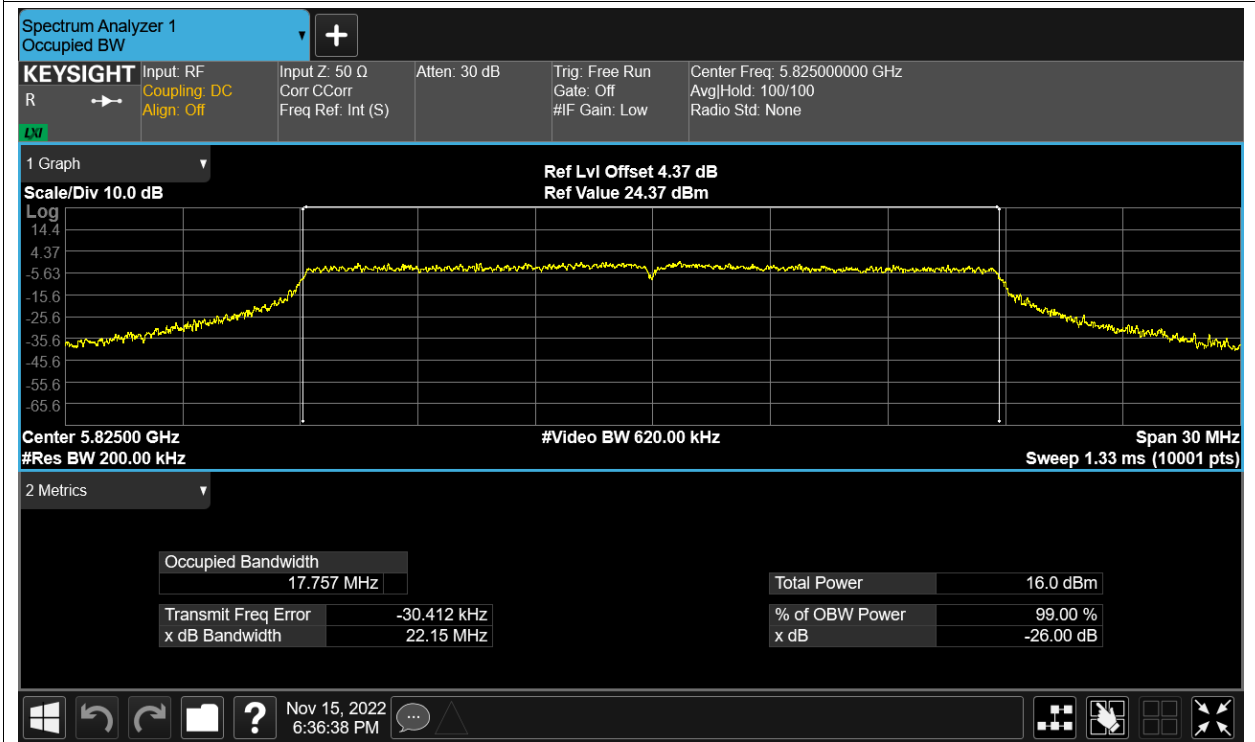 Spectrum Analyzer 1
Occupied BW
+
KEYSIGHT
R
LXI
Input: RF
Coupling: DC
Align: Off
Input Z: 50 Ω
Corr CCorr
Freq Ref: Int (S)
Atten: 30 dB
Trig: Free Run
Gate: Off
#IF Gain: Low
Center Freq: 5.825000000 GHz
Avg|Hold: 100/100
Radio Std: None
1 Graph
Scale/Div 10.0 dB
Ref Lvl Offset 4.37 dB
Ref Value 24.37 dBm
Log
14.4
4.37
-5.63
-15.6
-25.6
-35.6
-45.6
-55.6
-65.6
Center 5.82500 GHz
#Video BW 620.00 kHz
Span 30 MHz
#Res BW 200.00 kHz
Sweep 1.33 ms (10001 pts)
2 Metrics
Occupied Bandwidth
17.757 MHz
Total Power 16.0 dBm
Transmit Freq Error -30.412 kHz
% of OBW Power 99.00 %
x dB Bandwidth 22.15 MHz
x dB -26.00 dB
?
Nov 15, 2022
6:36:38 PM